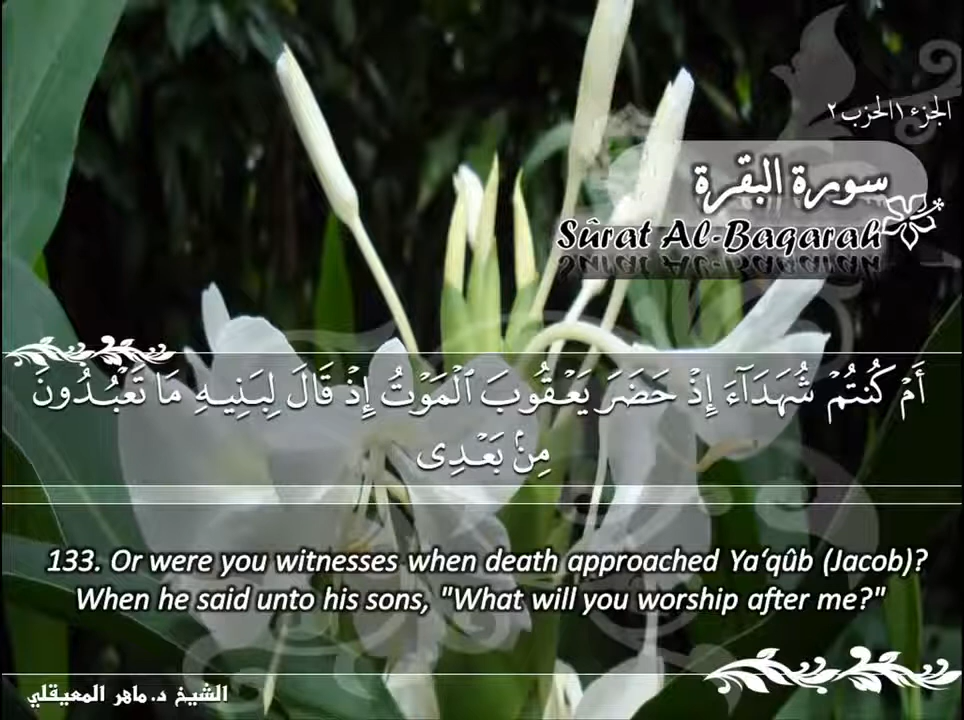 الجزء ١ الحزب ٢
سورة البقرة
Sûrat Al-Baqarah
أَمْ كُنتُمْ شُهَدَآءَ إِذْ حَضَرَ يَعْقُوبَ ٱلْمَوْتُ إِذْ قَالَ لِبَنِيهِ مَا تَعْبُدُونَ
مِنۢ بَعْدِى
133. Or were you witnesses when death approached Ya‘qûb (Jacob)?
When he said unto his sons, "What will you worship after me?"
الشيخ د. ماهر المعيقلي